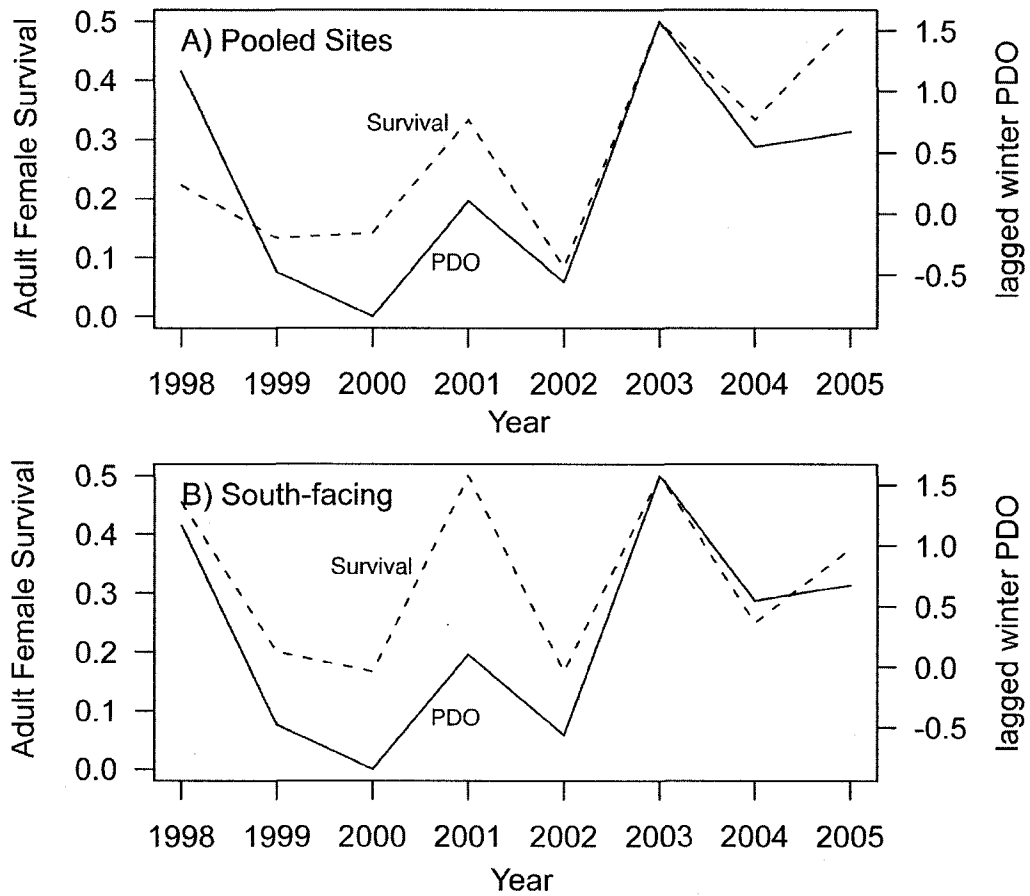 A) Pooled Sites
Adult Female Survival
0.5
0.4
0.3
0.2
0.1
0.0
Survival
PDO
1.5
1.0
0.5
0.0
-0.5
lagged winter PDO
1998 1999 2000 2001 2002 2003 2004 2005
Year
B) South-facing
Adult Female Survival
0.5
0.4
0.3
0.2
0.1
0.0
Survival
PDO
1.5
1.0
0.5
0.0
-0.5
lagged winter PDO
1998 1999 2000 2001 2002 2003 2004 2005
Year